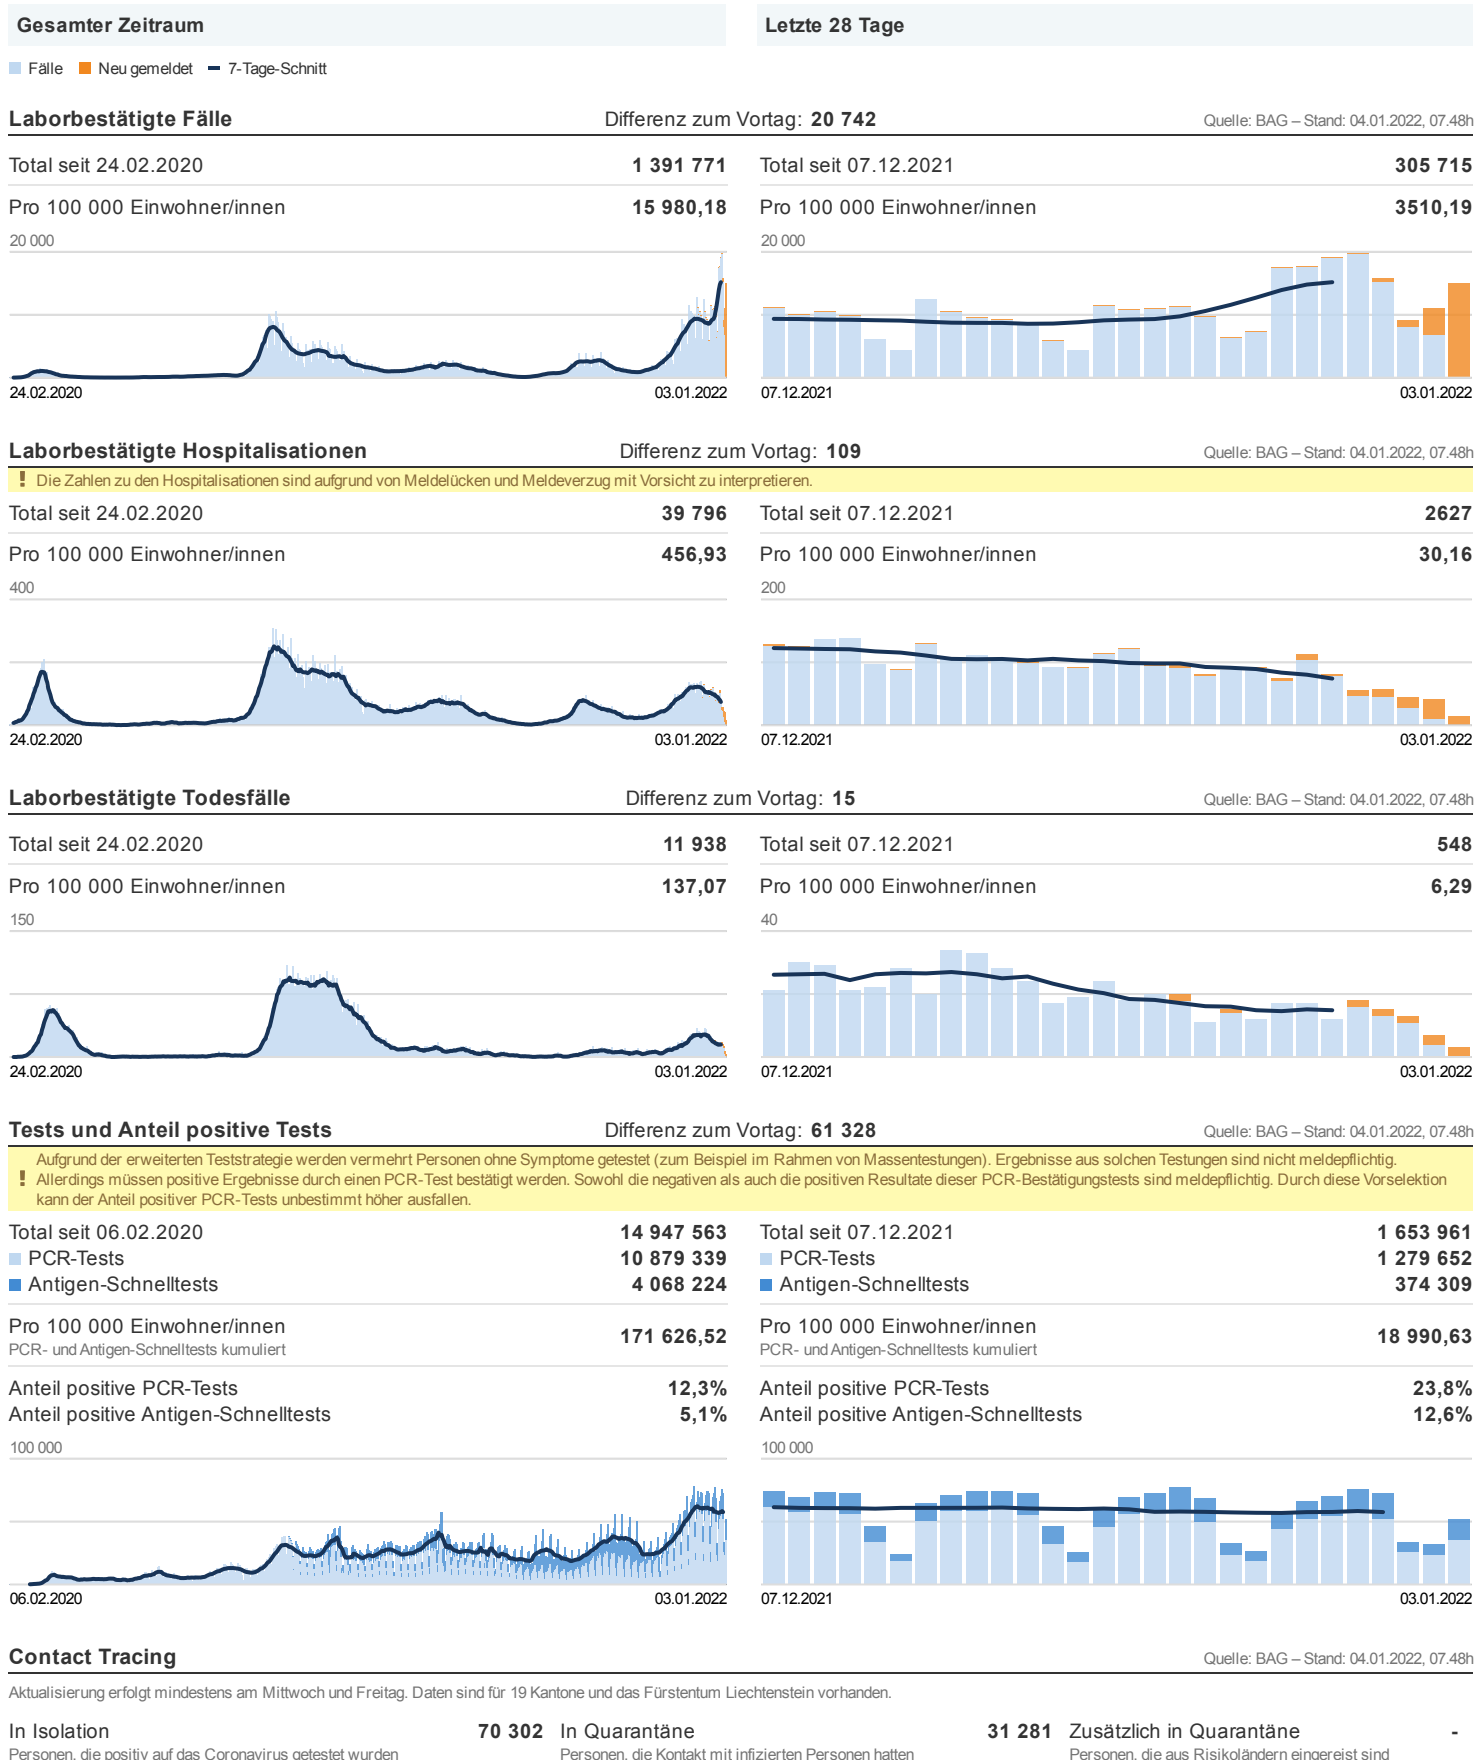 Gesamter Zeitraum
Letzte 28 Tage
Fälle Neu gemeldet 7-Tage-Schnitt
Laborbestätigte Fälle Differenz zum Vortag: 20 742 Quelle: BAG – Stand: 04.01.2022, 07.48h
Total seit 24.02.2020 1 391 771
Pro 100 000 Einwohner/innen 15 980,18
20 000
24.02.2020 03.01.2022
Total seit 07.12.2021 305 715
Pro 100 000 Einwohner/innen 3510,19
20 000
07.12.2021 03.01.2022
Laborbestätigte Hospitalisationen Differenz zum Vortag: 109 Quelle: BAG – Stand: 04.01.2022, 07.48h
! Die Zahlen zu den Hospitalisationen sind aufgrund von Meldelücken und Meldeverzug mit Vorsicht zu interpretieren.
Total seit 24.02.2020 39 796
Pro 100 000 Einwohner/innen 456,93
400
24.02.2020 03.01.2022
Total seit 07.12.2021 2627
Pro 100 000 Einwohner/innen 30,16
200
07.12.2021 03.01.2022
Laborbestätigte Todesfälle Differenz zum Vortag: 15 Quelle: BAG – Stand: 04.01.2022, 07.48h
Total seit 24.02.2020 11 938
Pro 100 000 Einwohner/innen 137,07
150
24.02.2020 03.01.2022
Total seit 07.12.2021 548
Pro 100 000 Einwohner/innen 6,29
40
07.12.2021 03.01.2022
Tests und Anteil positive Tests Differenz zum Vortag: 61 328 Quelle: BAG – Stand: 04.01.2022, 07.48h
Aufgrund der erweiterten Teststrategie werden vermehrt Personen ohne Symptome getestet (zum Beispiel im Rahmen von Massentestungen). Ergebnisse aus solchen Testungen sind nicht meldepflichtig.
! Allerdings müssen positive Ergebnisse durch einen PCR-Test bestätigt werden. Sowohl die negativen als auch die positiven Resultate dieser PCR-Bestätigungstests sind meldepflichtig. Durch diese Vorselektion
kann der Anteil positiver PCR-Tests unbestimmt höher ausfallen.
Total seit 06.02.2020 14 947 563
PCR-Tests 10 879 339
Antigen-Schnelltests 4 068 224
Pro 100 000 Einwohner/innen 171 626,52
PCR- und Antigen-Schnelltests kumuliert
Anteil positive PCR-Tests 12,3%
Anteil positive Antigen-Schnelltests 5,1%
100 000
06.02.2020 03.01.2022
Total seit 07.12.2021 1 653 961
PCR-Tests 1 279 652
Antigen-Schnelltests 374 309
Pro 100 000 Einwohner/innen 18 990,63
PCR- und Antigen-Schnelltests kumuliert
Anteil positive PCR-Tests 23,8%
Anteil positive Antigen-Schnelltests 12,6%
100 000
07.12.2021 03.01.2022
Contact Tracing Quelle: BAG – Stand: 04.01.2022, 07.48h
Aktualisierung erfolgt mindestens am Mittwoch und Freitag. Daten sind für 19 Kantone und das Fürstentum Liechtenstein vorhanden.
In Isolation 70 302
Personen, die positiv auf das Coronavirus getestet wurden
In Quarantäne 31 281
Personen, die Kontakt mit infizierten Personen hatten
Zusätzlich in Quarantäne -
Personen, die aus Risikoländern eingereist sind